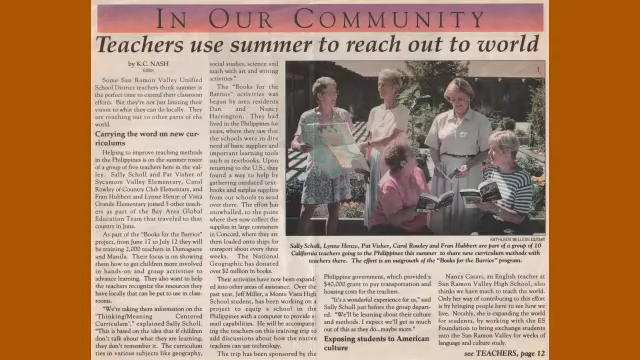 IN OUR COMMUNITY
Teachers use summer to reach out to world
by K.C. NASH
Editor
Some San Ramon Valley Unified
School District teachers think summer is
the perfect time to extend their classroom
efforts. But they're not just limiting their
vision to what they can do locally. They
are reaching out to other parts of the
world.
Carrying the word on new cur-
riculums
Helping to improve teaching methods
in the Philippines is on the summer roster
of a group of five teachers here in the val-
ley. Sally Scholl and Pat Visher of
Sycamore Valley Elementary, Carol
Rowley of Country Club Elementary, and
Fran Hubbert and Lynne Henze of Vista
Grande Elementary joined 5 other teach-
ers as part of the Bay Area Global
Education Team that traveled to that
country in June.
As part of the "Books for the Barrios"
project, from June 17 to July 12 they will
be training 2,000 teachers in Dumaguete
and Manila. Their focus is on showing
them how to get children more involved
in hands-on and group activities to
advance learning. They also want to help
the teachers recognize the resources they
have locally that can be put to use in class-
rooms.
"We're taking them information on the
'Thinking/Meaning Centered
Curriculum'," explained Sally Scholl.
"This is based on the idea that if children
don't talk about what they are learning,
they don't remember it. The curriculum
ties in various subjects like geography,
social studies, science and
math with art and writing
activities."
The "Books for the
Barrios" activities was
begun by area residents
Dan and Nancy
Harrington. They had
lived in the Philippines for
years, where they saw that
the schools were in dire
need of basic supplies and
important learning tools
such as textbooks. Upon
returning to the U.S., they
found a way to help by
gathering outdated text-
books and surplus supplies
from our schools to send
over there. The effort has
snowballed, to the point
where they now collect the
supplies in large containers
in Concord, where they are
then loaded onto ships for
transport about every three
weeks. The National
Geographic has donated
over $2 million in books.
Their activities have now been expand-
ed into other areas of assistance. Over the
past year, Jeff Miller, a Monte Vista High
School student, has been working on a
project to equip a school in the
Philippines with a computer to provide e-
mail capabilities. He will be accompany-
ing the teachers on this training trip to
add discussions about how the native
teachers can use technology.
The trip has been sponsored by the
Sally Scholl, Lynne Henze, Pat Visher, Carol Rowley and Fran Hubbert are part of a group of 10
California teachers going to the Philippines this summer to share new curriculum methods with
teachers there. The effort is an outgrowth of the "Books for the Barrios" program.
Philippine government, which provided a
$40,000 grant to pay transportation and
housing costs for the teachers.
"It's a wonderful experience for us," said
Sally Scholl just before the group depart-
ed. "We'll be learning about their culture
and methods. I expect we'll get as much
out of this as they do...maybe more."
Exposing students to American
culture
Nancy Casari, an English teacher at
San Ramon Valley High School, also
thinks we have much to teach the world.
Only her way of contributing to this effort
is by bringing people here to see how we
live. Notably, she is expanding the world
for students, by working with the ES
Foundation to bring exchange students
into the San Ramon Valley for weeks of
language and culture study.
see TEACHERS, page 12